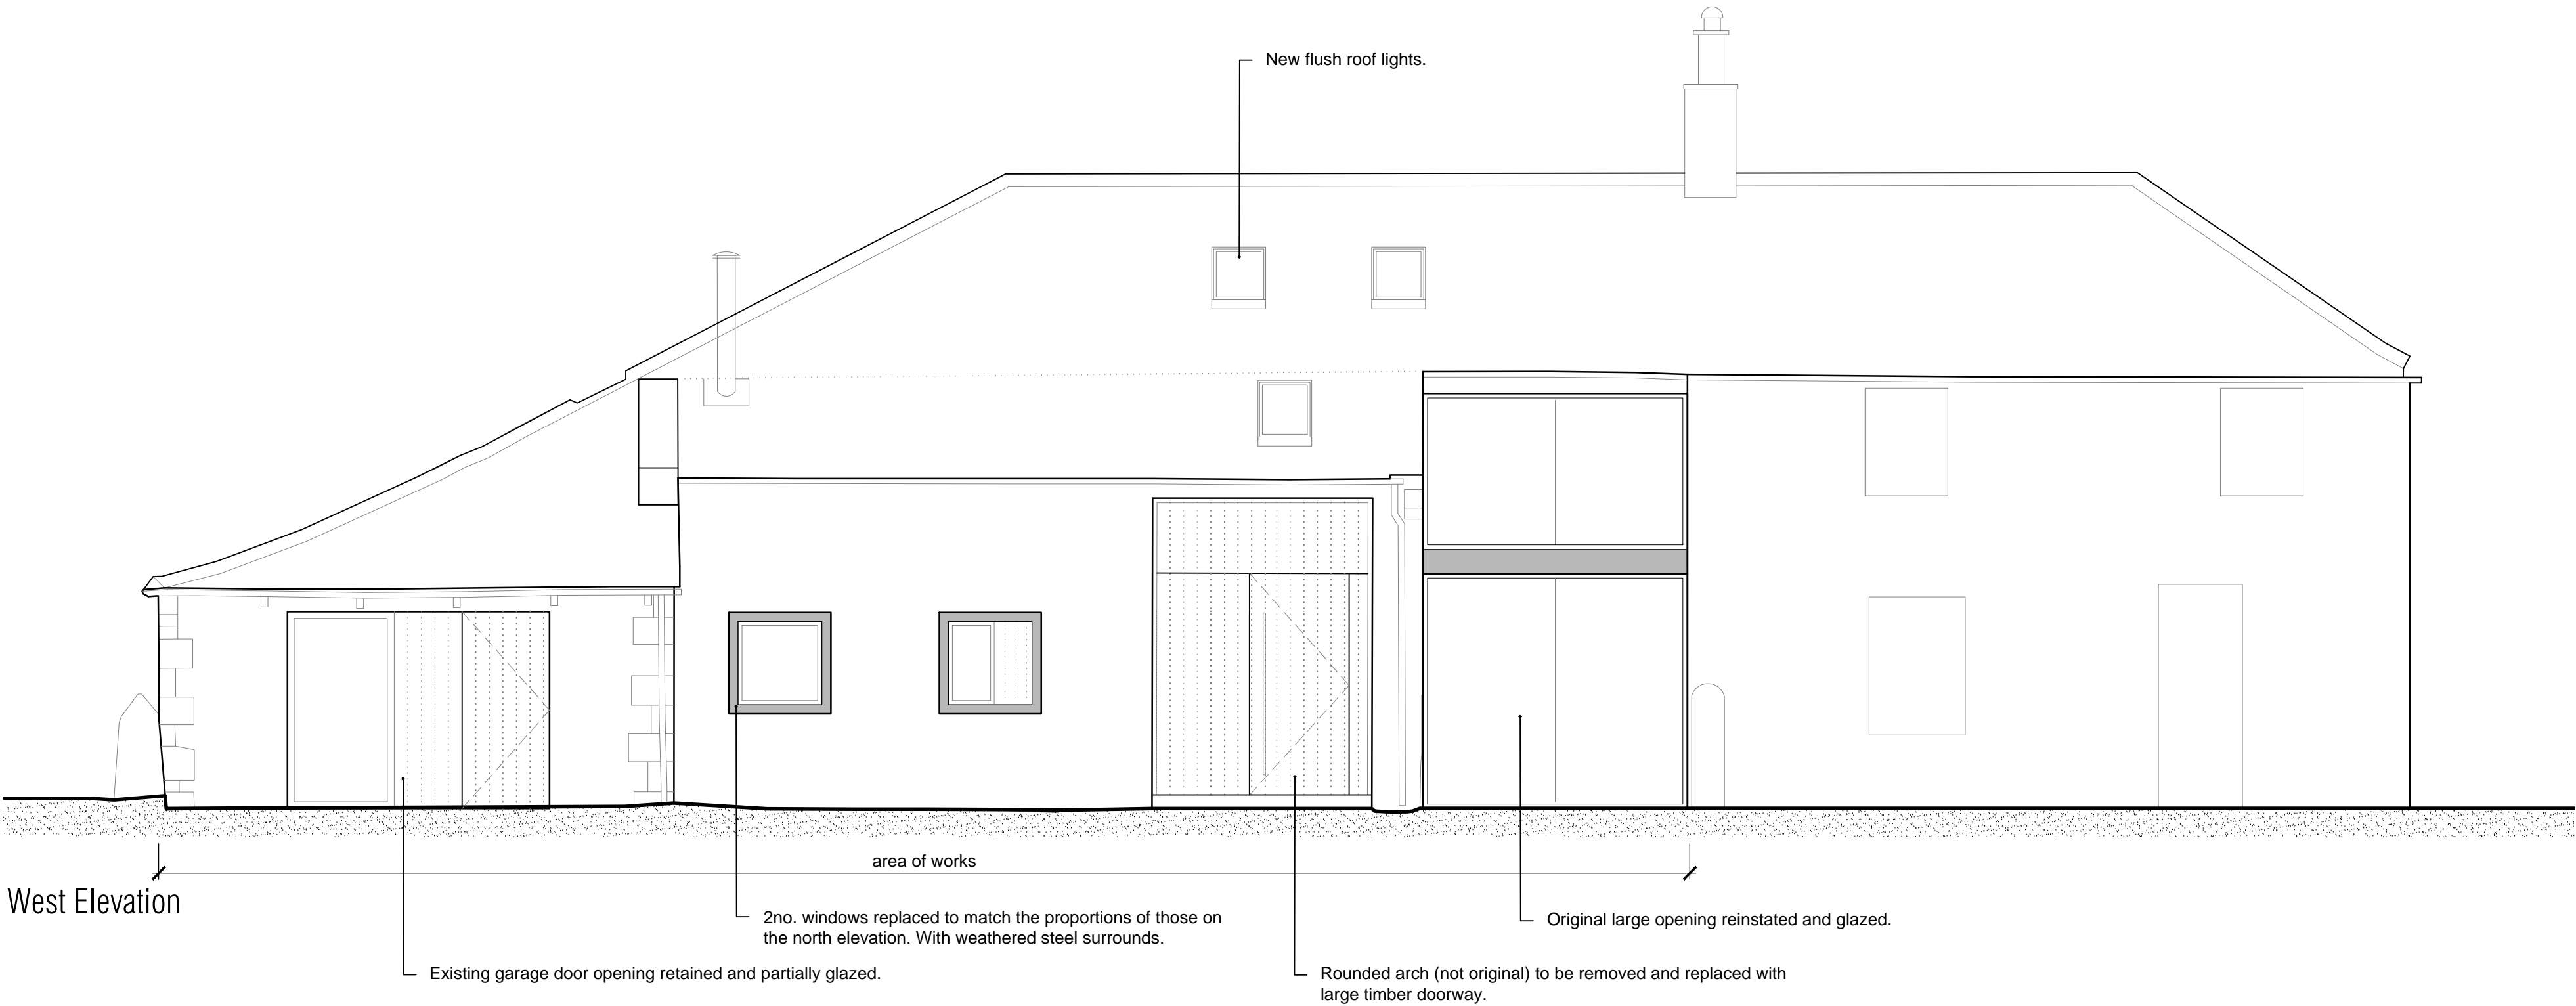 New flush roof lights.
area of works
West Elevation
2no. windows replaced to match the proportions of those on
the north elevation. With weathered steel surrounds.
Original large opening reinstated and glazed.
Existing garage door opening retained and partially glazed.
Rounded arch (not original) to be removed and replaced with
large timber doorway.